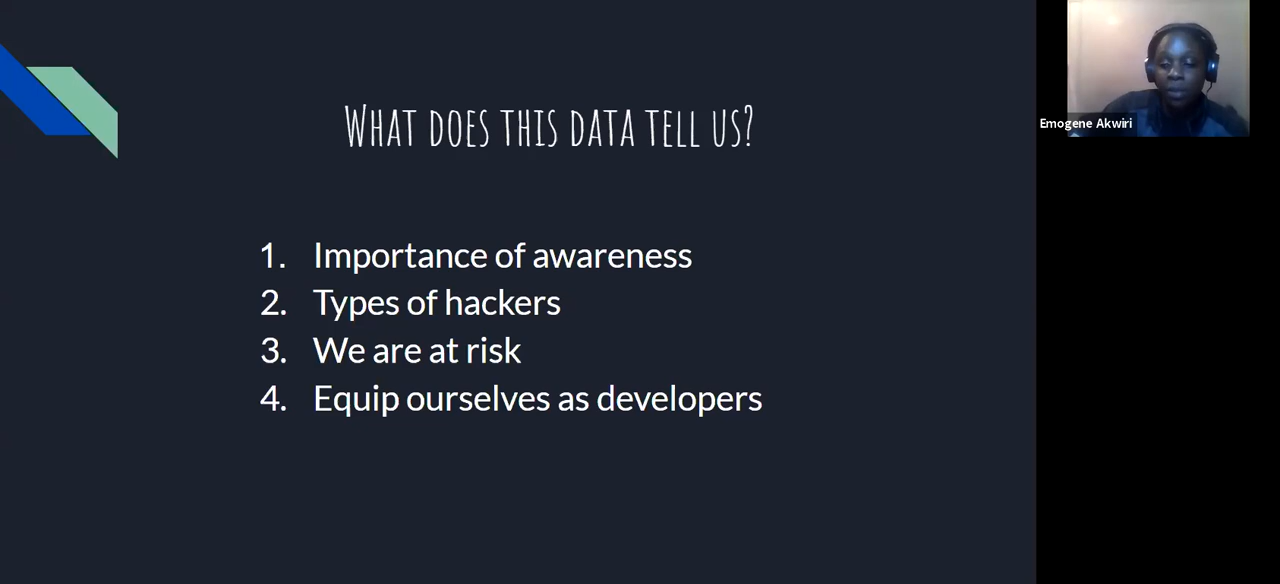 What does this data tell us?
1. Importance of awareness
2. Types of hackers
3. We are at risk
4. Equip ourselves as developers
Emogene Akwiri